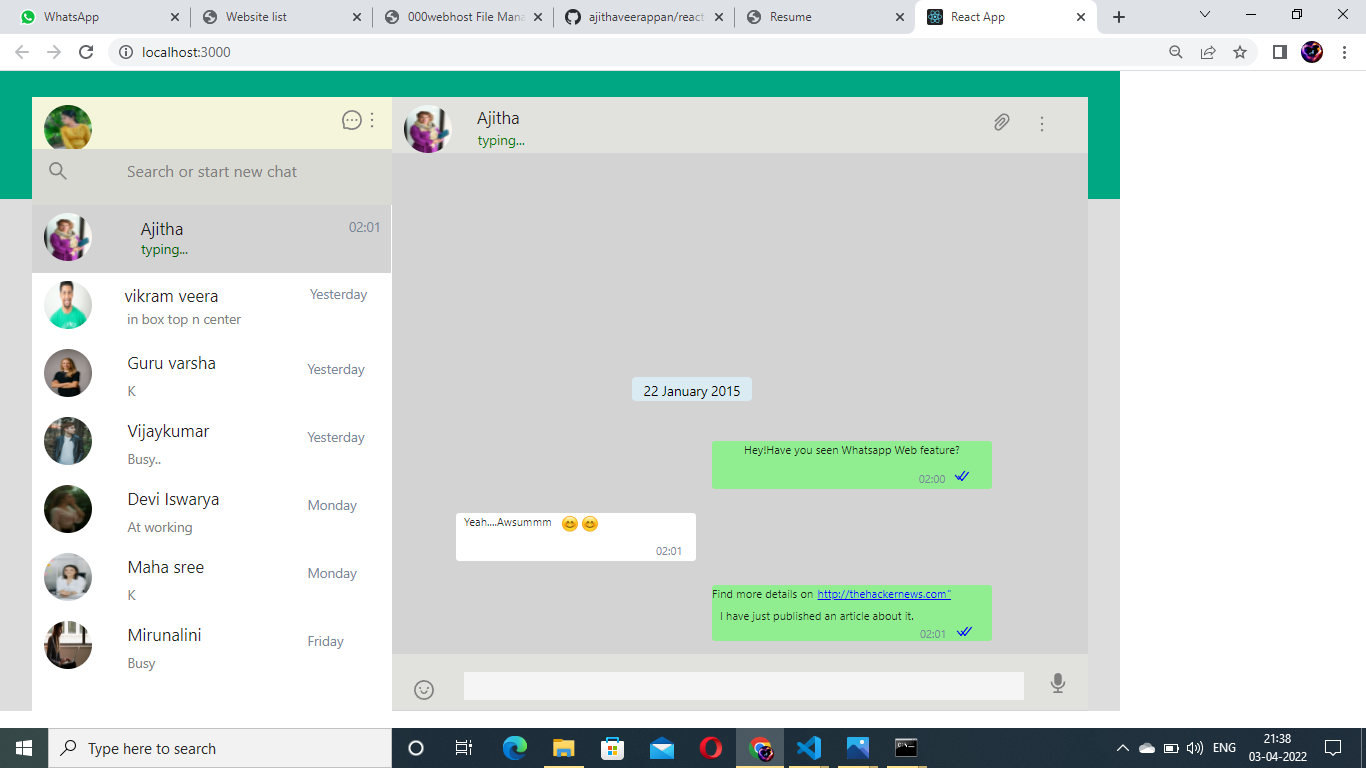 WhatsApp
Website list
000webhost File Mana
ajithaveerappan/react
Resume
React App
localhost:3000
Ajitha
typing...
Search or start new chat
Ajitha
02:01
typing...
vikram veera
Yesterday
in box top n center
Guru varsha
Yesterday
K
Vijaykumar
Yesterday
Busy..
Devi Iswarya
Monday
At working
Maha sree
Monday
K
Mirunalini
Friday
Busy
22 January 2015
Hey!Have you seen Whatsapp Web feature?
02:00
Yeah....Awsummm 😊 😊
02:01
Find more details on http://thehackernews.com"
I have just published an article about it.
02:01
Type here to search
ENG
21:38
03-04-2022